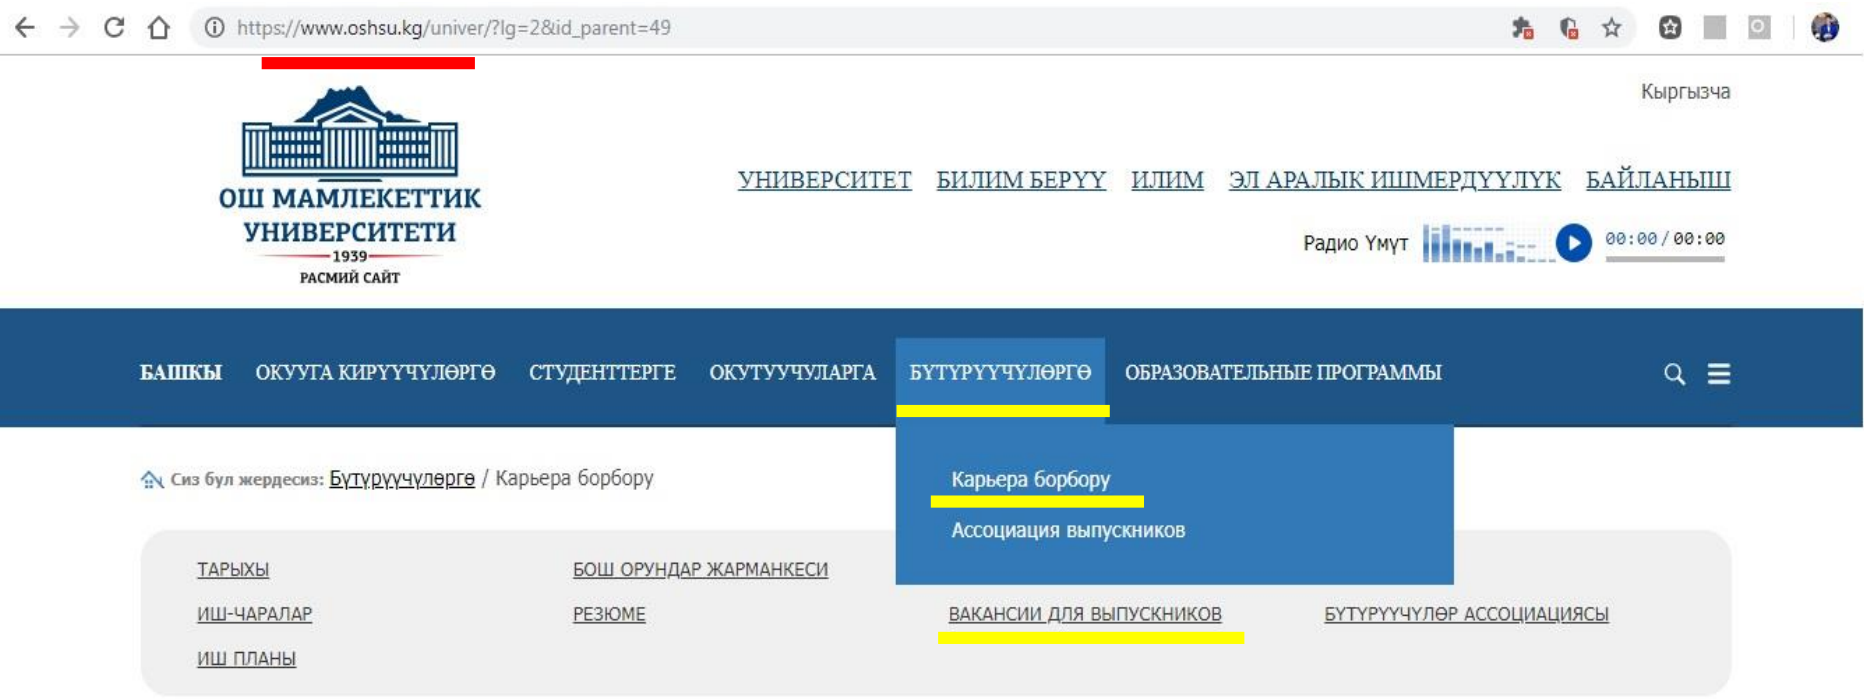 https://www.oshsu.kg/univer/?lg=2&id_parent=49
Кыргызча
ОШ МАМЛЕКЕТТИК
УНИВЕРСИТЕТИ
1939
РАСМИЙ САЙТ
УНИВЕРСИТЕТ БИЛИМ БЕРҮҮ ИЛИМ ЭЛ АРАЛЫК ИШМЕРДҮҮЛҮК БАЙЛАНЫШ
Радио Үмүт 00:00 / 00:00
БАШКЫ ОКУУГА КИРҮҮЧҮЛӨРГӨ СТУДЕНТТЕРГЕ ОКУТУУЧУЛАРГА БҮТҮРҮҮЧҮЛӨРГӨ ОБРАЗОВАТЕЛЬНЫЕ ПРОГРАММЫ
Сиз бул жердесиз: Бүтүрүүчүлөргө / Карьера борбору
Карьера борбору
Ассоциация выпускников
ТАРЫХЫ БОШ ОРУНДАР ЖАРМАНКЕСИ
ИШ-ЧАРАЛАР РЕЗЮМЕ ВАКАНСИИ ДЛЯ ВЫПУСКНИКОВ БҮТҮРҮҮЧҮЛӨР АССОЦИАЦИЯСЫ
ИШ ПЛАНЫ